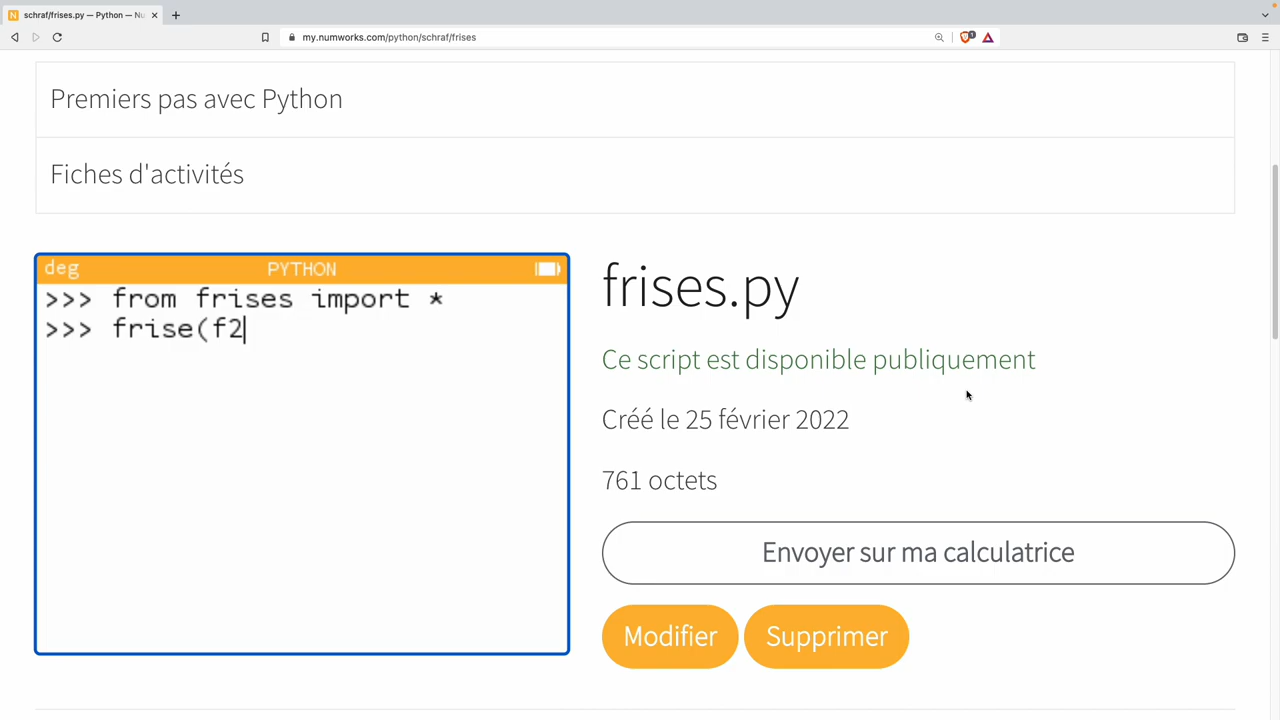 schraf/frises.py — Python — Nu
my.numworks.com/python/schraf/frises
1
Premiers pas avec Python
Fiches d'activités
deg
PYTHON
>>> from frises import *
>>> frise(f2
frises.py
Ce script est disponible publiquement
Créé le 25 février 2022
761 octets
Envoyer sur ma calculatrice
Modifier
Supprimer